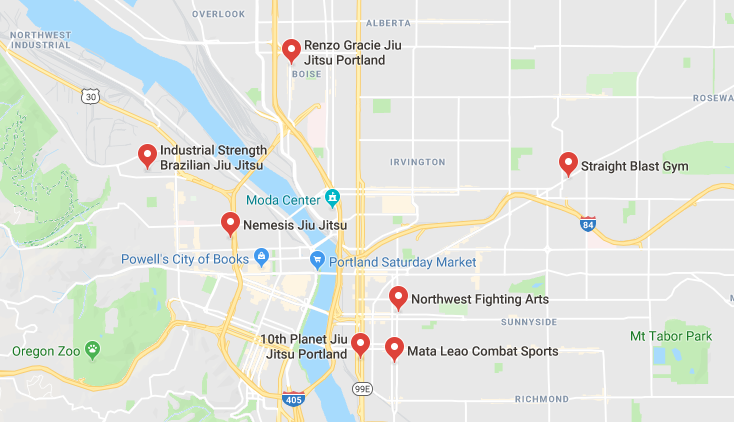 OVERLOOK
ALBERTA
NORTHWEST
INDUSTRIAL
Renzo Gracie Jiu
Jitsu Portland
BOISE
30
ROSEWA
Industrial Strength
Brazilian Jiu Jitsu
IRVINGTON
Straight Blast Gym
Moda Center
Nemesis Jiu Jitsu
84
Powell's City of Books
Portland Saturday Market
Northwest Fighting Arts
SUNNYSIDE
10th Planet Jiu
Jitsu Portland
Mata Leao Combat Sports
Mt Tabor Park
Oregon Zoo
99E
405
RICHMOND